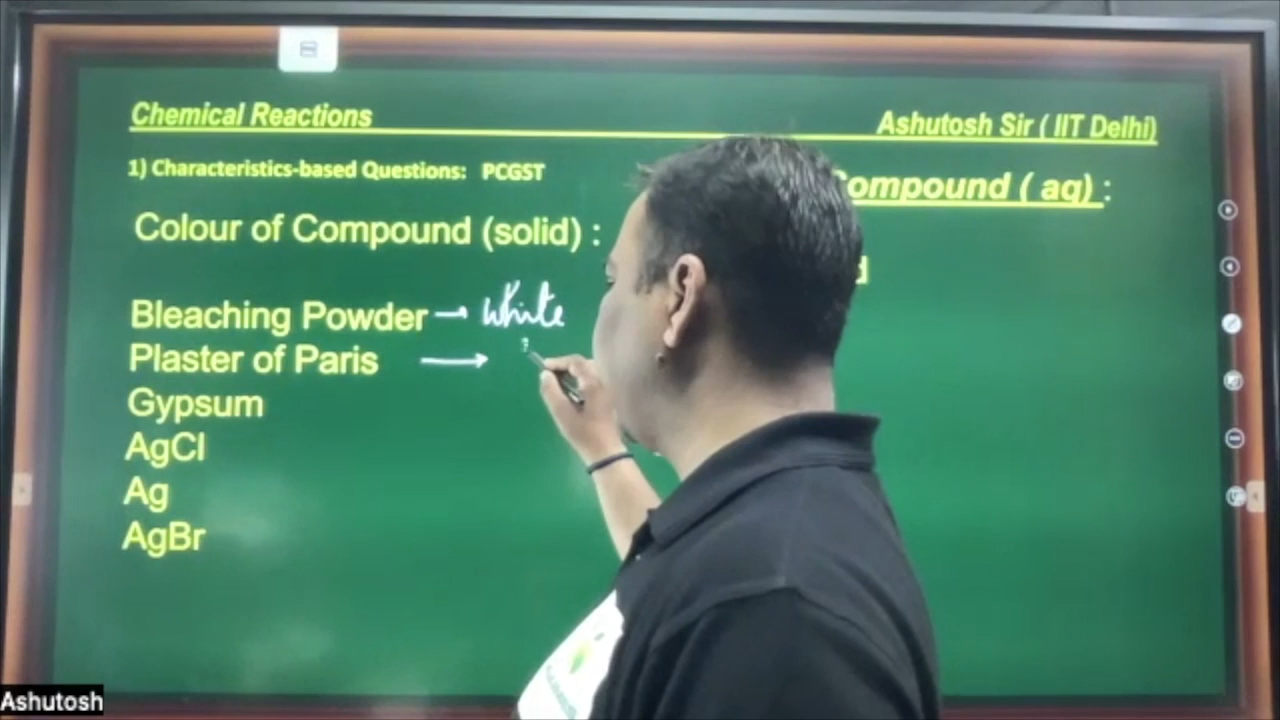 Chemical Reactions
Ashutosh Sir ( IIT Delhi)
1) Characteristics-based Questions: PCGST
Compound ( aq) :
Colour of Compound (solid) :
Bleaching Powder → White
Plaster of Paris →
Gypsum
AgCl
Ag
AgBr
Ashutosh